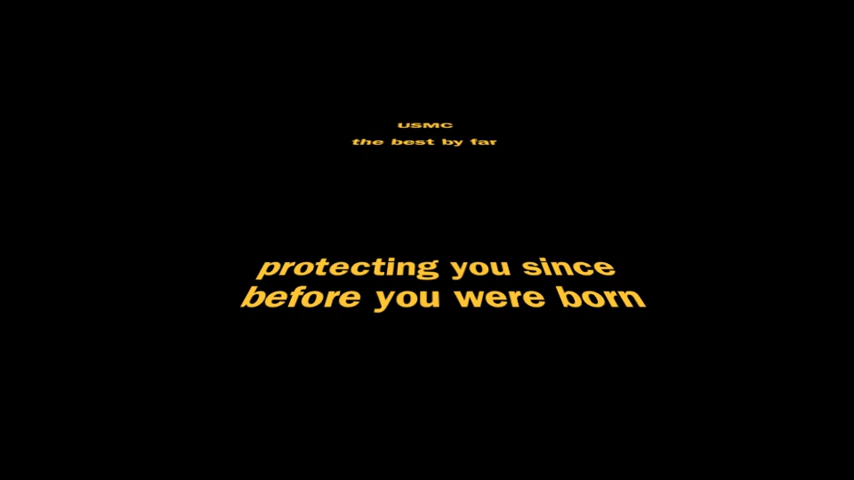 USMC
the best by far
protecting you since
before you were born